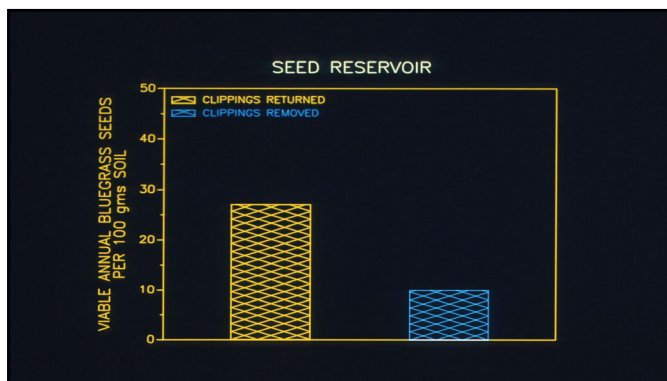 SEED RESERVOIR
50
40
30
20
10
0
VIABLE ANNUAL BLUEGRASS SEEDS
PER 100 gms SOIL
CLIPPINGS RETURNED
CLIPPINGS REMOVED